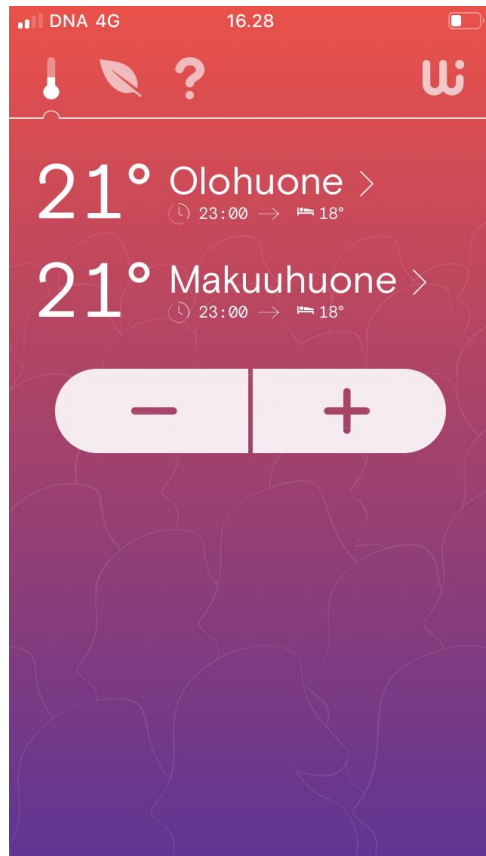 DNA 4G 16.28
?
21° Olohuone >
23:00 → 18°
21° Makuuhuone >
23:00 → 18°
− +